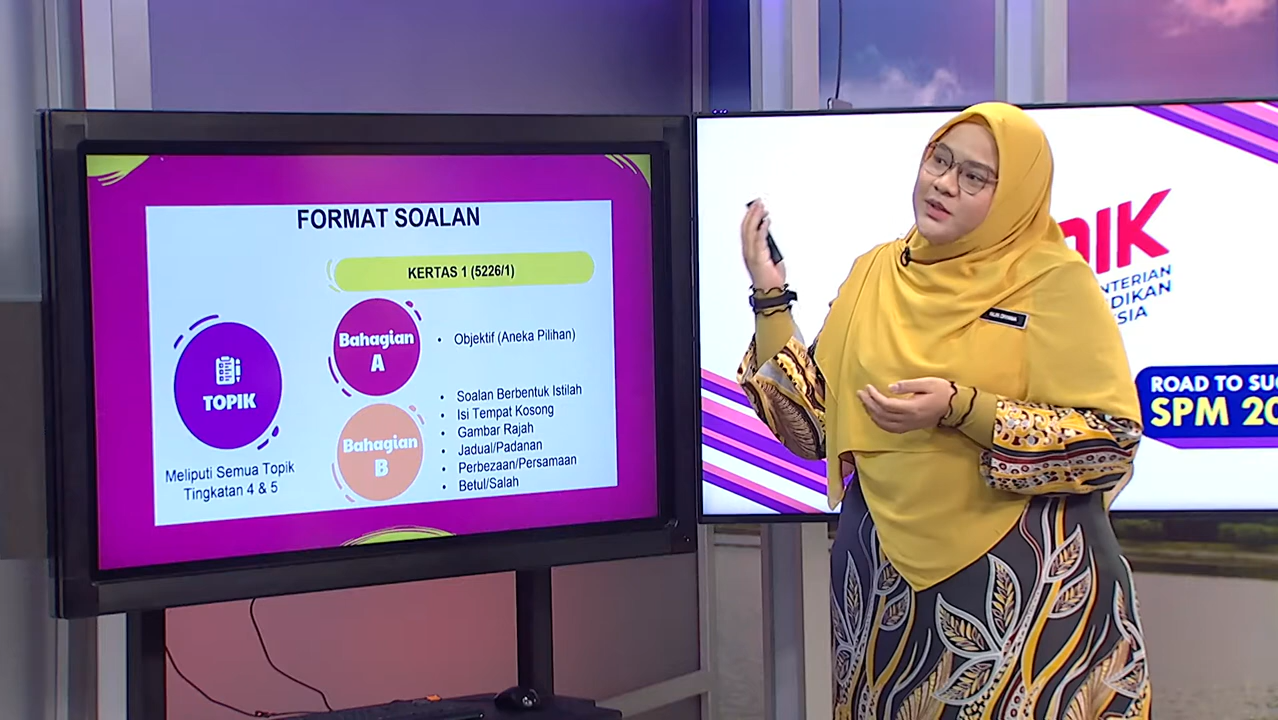 FORMAT SOALAN
KERTAS 1 (5226/1)
TOPIK
Meliputi Semua Topik
Tingkatan 4 & 5
Bahagian
A
• Objektif (Aneka Pilihan)
Bahagian
B
• Soalan Berbentuk Istilah
• Isi Tempat Kosong
• Gambar Rajah
• Jadual/Padanan
• Perbezaan/Persamaan
• Betul/Salah
DIK
NTERIAN
DIKAN
SIA
ROAD TO SUC
SPM 20